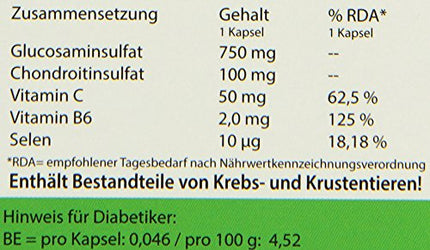 Zusammensetzung Gehalt % RDA*
1 Kapsel 1 Kapsel
Glucosaminsulfat 750 mg --
Chondroitinsulfat 100 mg --
Vitamin C 50 mg 62,5 %
Vitamin B6 2,0 mg 125 %
Selen 10 µg 18,18 %
*RDA= empfohlener Tagesbedarf nach Nährwertkennzeichnungsverordnung
Enthält Bestandteile von Krebs- und Krustentieren!
Hinweis für Diabetiker:
BE = pro Kapsel: 0,046 / pro 100 g: 4,52